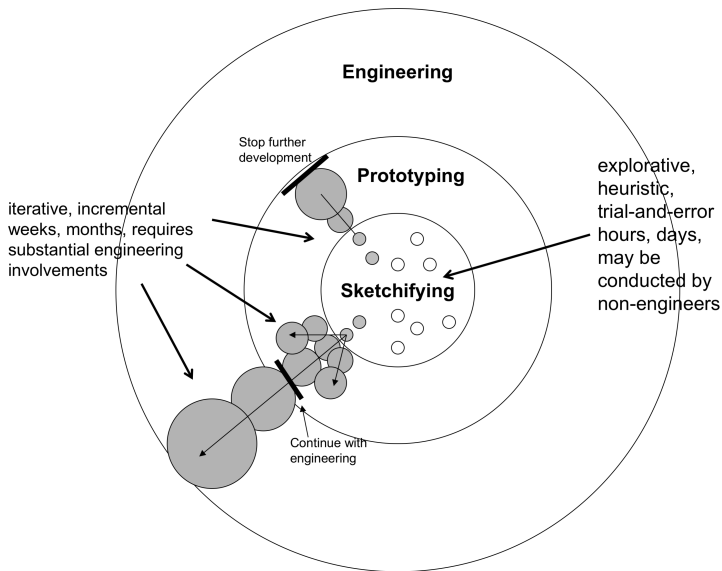 Engineering
Stop further
development
Prototyping
explorative,
heuristic,
trial-and-error
hours, days,
may be
conducted by
non-engineers
iterative, incremental
weeks, months, requires
substantial engineering
involvements
Sketchifying
Continue with
engineering